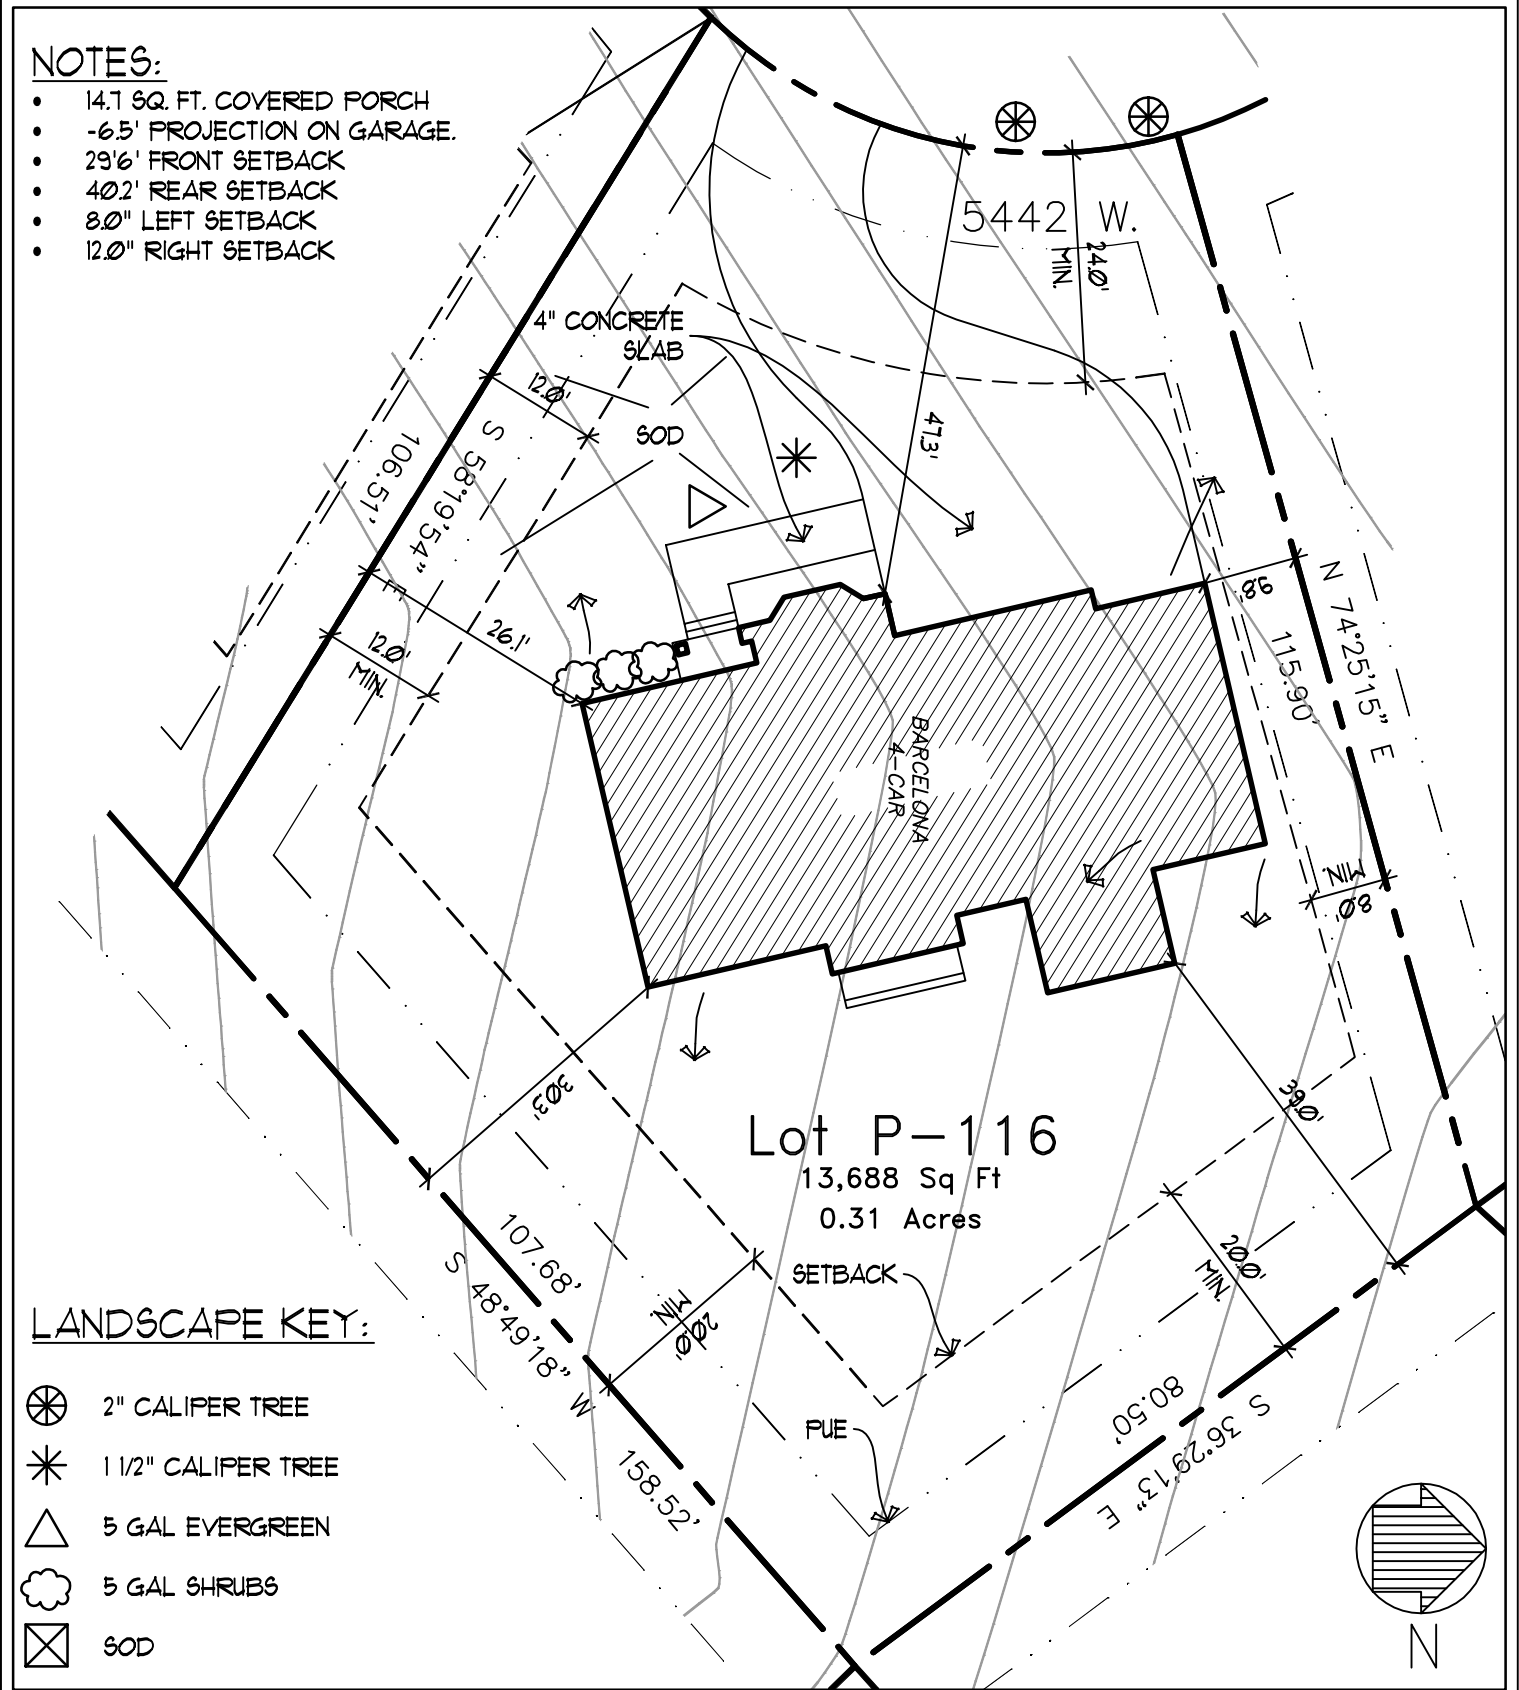 NOTES:
• 14.7 SQ. FT. COVERED PORCH
• -6.5' PROJECTION ON GARAGE.
• 29'6' FRONT SETBACK
• 40.2' REAR SETBACK
• 8.0" LEFT SETBACK
• 12.0" RIGHT SETBACK
5442 W.
24.0'
MIN.
4" CONCRETE
SLAB
12.0'
SOD
47.3'
106.51'
S 58°19'54" E
26.1'
12.0'
MIN.
9.8'
N 74°25'15" E
115.90'
BARCELONA
4-CAR
MIN.
8.0'
30.3'
39.0'
Lot P-116
13,688 Sq Ft
0.31 Acres
107.68'
S 48°49'18" W
158.52'
SETBACK
20.0'
MIN.
20.0'
MIN.
PUE
80.50'
S 36°29'13" E
LANDSCAPE KEY:
2" CALIPER TREE
1 1/2" CALIPER TREE
5 GAL EVERGREEN
5 GAL SHRUBS
SOD
N